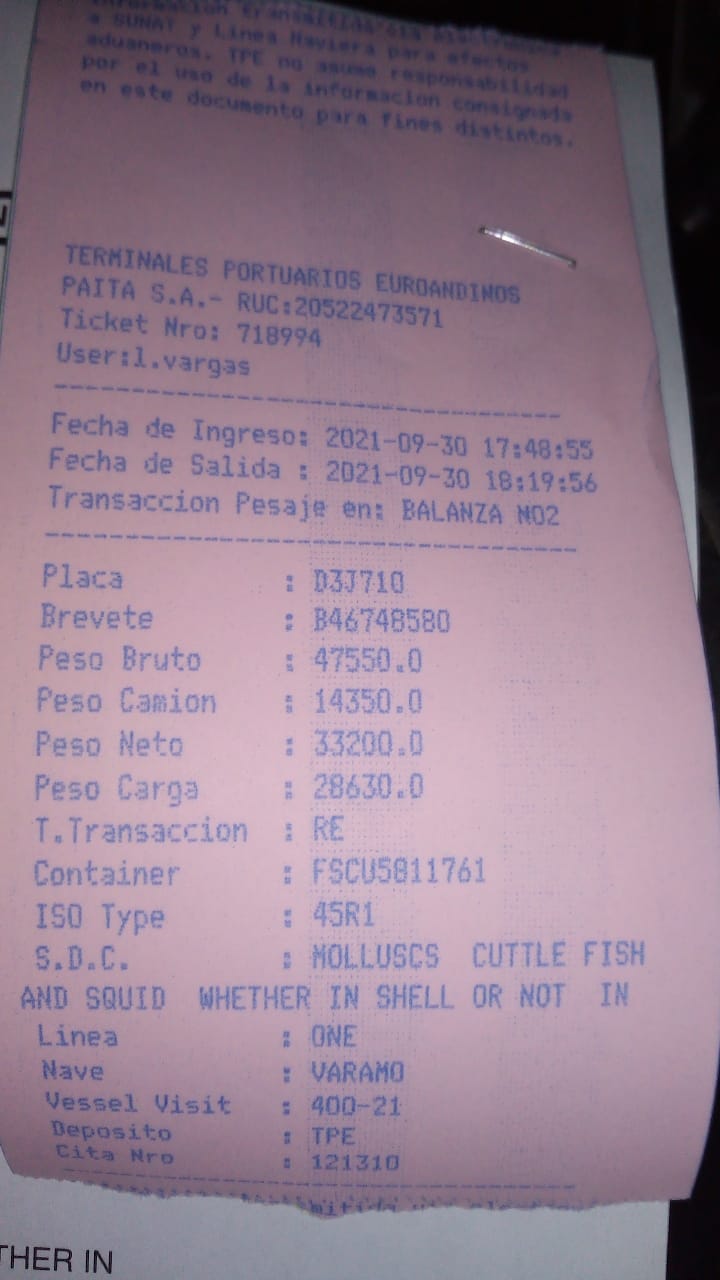 a SUNAT y Linea Naviera para efectos
aduaneros. TPE no asume responsabilidad
por el uso de la informacion consignada
en este documento para fines distintos.
TERMINALES PORTUARIOS EUROANDINOS
PAITA S.A.- RUC:20522473571
Ticket Nro: 718994
User:l.vargas
Fecha de Ingreso: 2021-09-30 17:48:55
Fecha de Salida : 2021-09-30 18:19:56
Transaccion Pesaje en: BALANZA NO2
Placa : D3J710
Brevete : B46748580
Peso Bruto : 47550.0
Peso Camion : 14350.0
Peso Neto : 33200.0
Peso Carga : 28630.0
T.Transaccion : RE
Container : FSCU5811761
ISO Type : 45R1
S.D.C. : MOLLUSCS CUTTLE FISH
AND SQUID WHETHER IN SHELL OR NOT IN
Linea : ONE
Nave : VARAMO
Vessel Visit : 400-21
Deposito : TPE
Cita Nro : 121310
THER IN